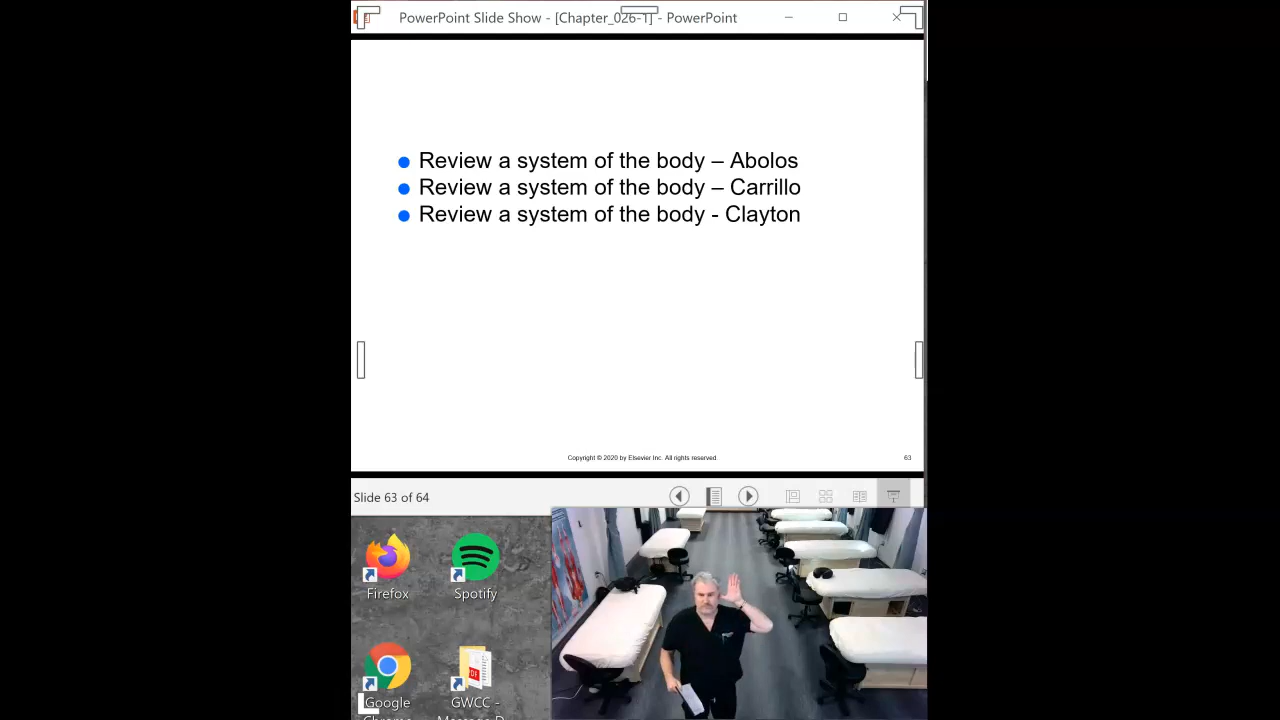 PowerPoint Slide Show - [Chapter_026-1] - PowerPoint
Review a system of the body – Abolos
Review a system of the body – Carrillo
Review a system of the body - Clayton
Copyright © 2020 by Elsevier Inc. All rights reserved.
63
Slide 63 of 64
Firefox
Spotify
Google
GWCC -